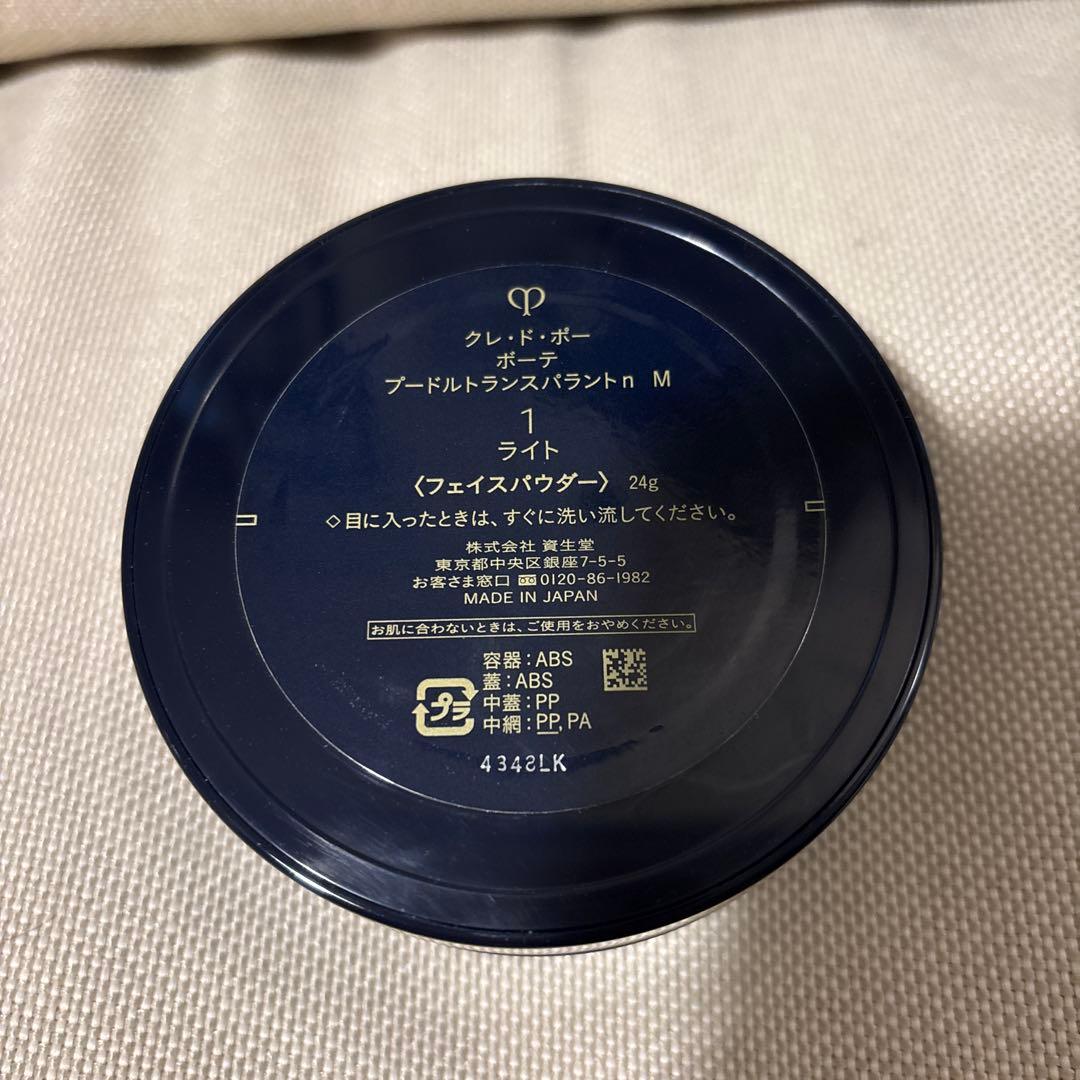 クレ・ド・ポー
ボーテ
プードルトランスパラントn M
1
ライト
〈フェイスパウダー〉 24g
◇目に入ったときは、すぐに洗い流してください。
株式会社 資生堂
東京都中央区銀座7-5-5
お客さま窓口 0120-86-1982
MADE IN JAPAN
お肌に合わないときは、ご使用をおやめください。
容器:ABS
蓋:ABS
中蓋:PP
中網:PP,PA
プラ
4348LK